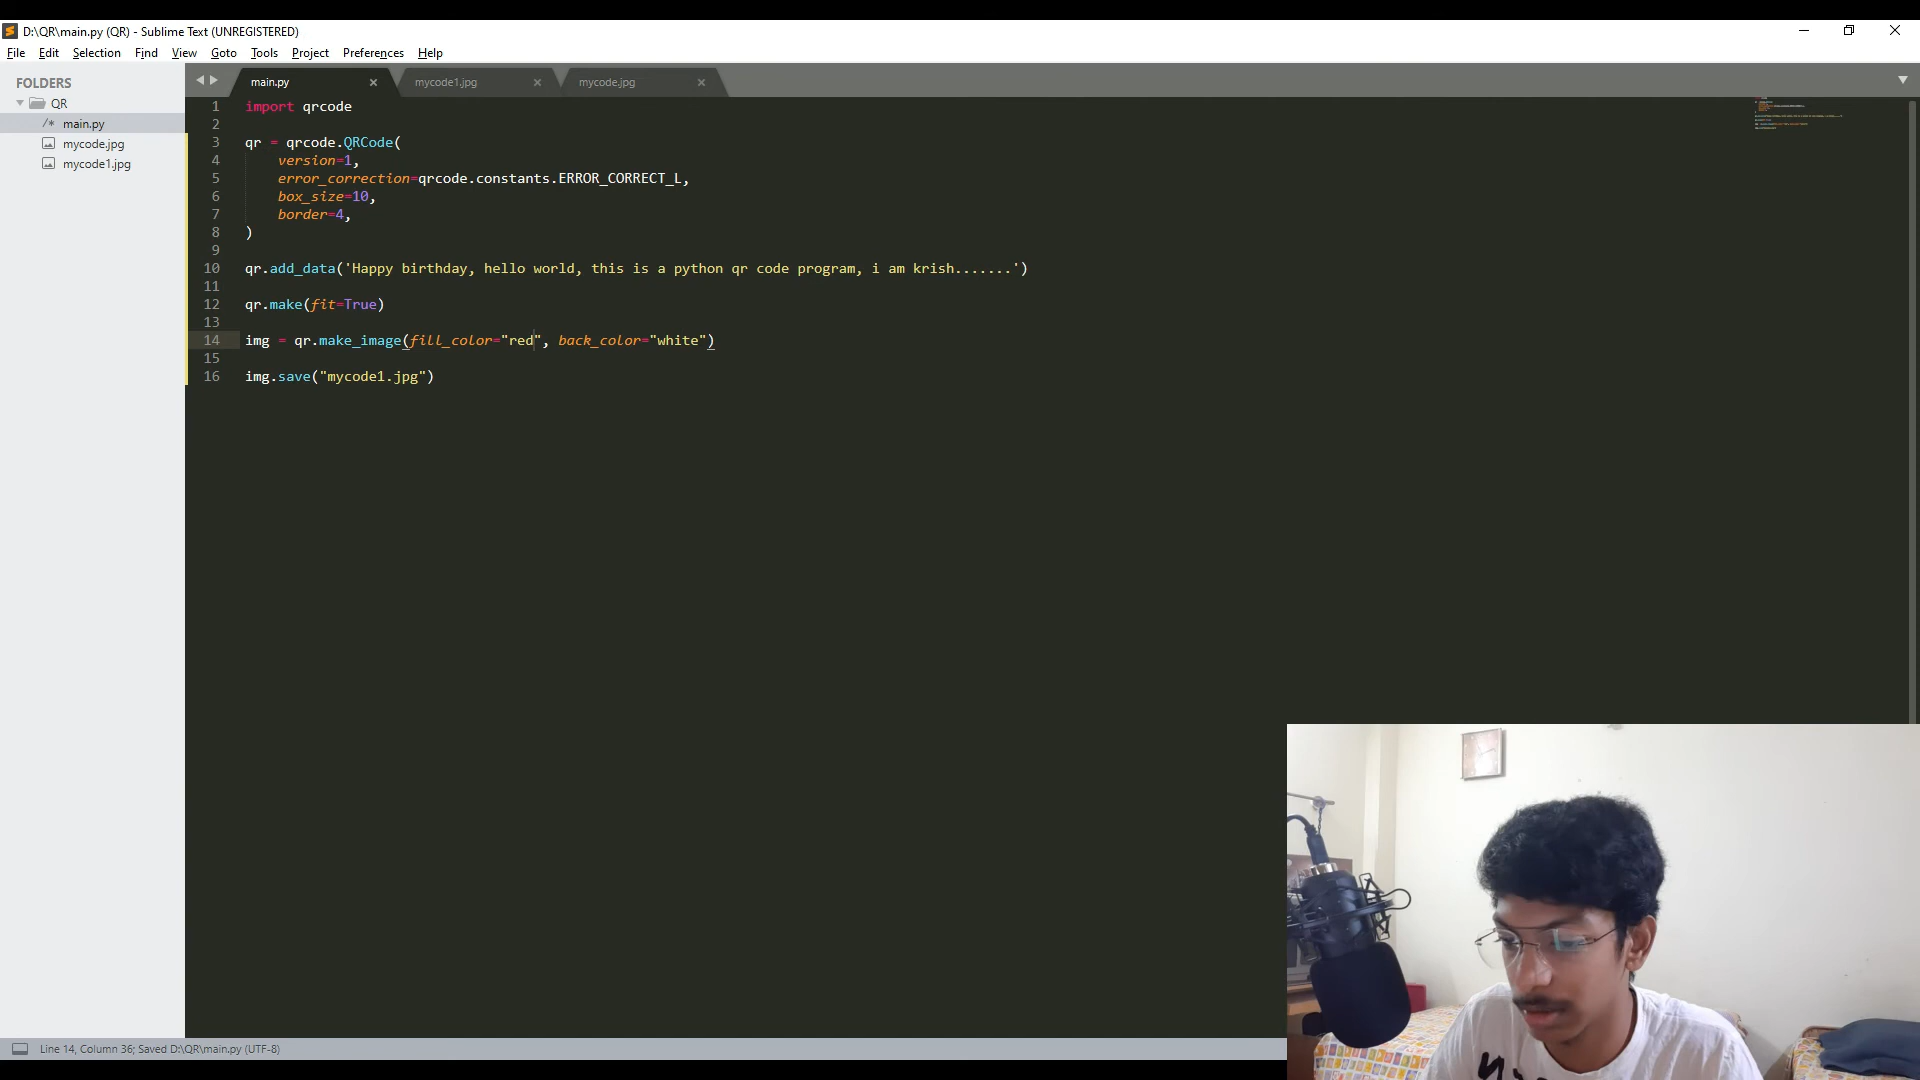 D:\QR\main.py (QR) - Sublime Text (UNREGISTERED)
File Edit Selection Find View Goto Tools Project Preferences Help
FOLDERS
QR
/* main.py
mycode.jpg
mycode1.jpg
main.py × mycode1.jpg × mycode.jpg ×
1 import qrcode
2
3 qr = qrcode.QRCode(
4     version=1,
5     error_correction=qrcode.constants.ERROR_CORRECT_L,
6     box_size=10,
7     border=4,
8 )
9
10 qr.add_data('Happy birthday, hello world, this is a python qr code program, i am krish.......')
11
12 qr.make(fit=True)
13
14 img = qr.make_image(fill_color="red", back_color="white")
15
16 img.save("mycode1.jpg")
Line 14, Column 36; Saved D:\QR\main.py (UTF-8)